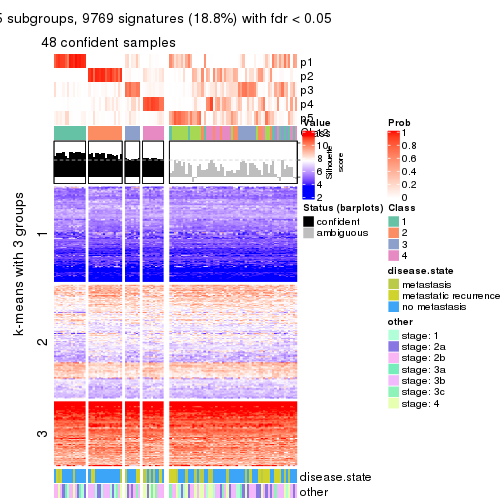 5 subgroups, 9769 signatures (18.8%) with fdr < 0.05
48 confident samples
p1
p2
p3
p4
p5
Class
Silhouette
score
k-means with 3 groups
1
2
3
disease.state
other
Value
10
8
6
4
2
Status (barplots)
confident
ambiguous
Prob
1
0.8
0.6
0.4
0.2
0
Class
1
2
3
4
disease.state
metastasis
metastatic recurrence
no metastasis
other
stage: 1
stage: 2a
stage: 2b
stage: 3a
stage: 3b
stage: 3c
stage: 4